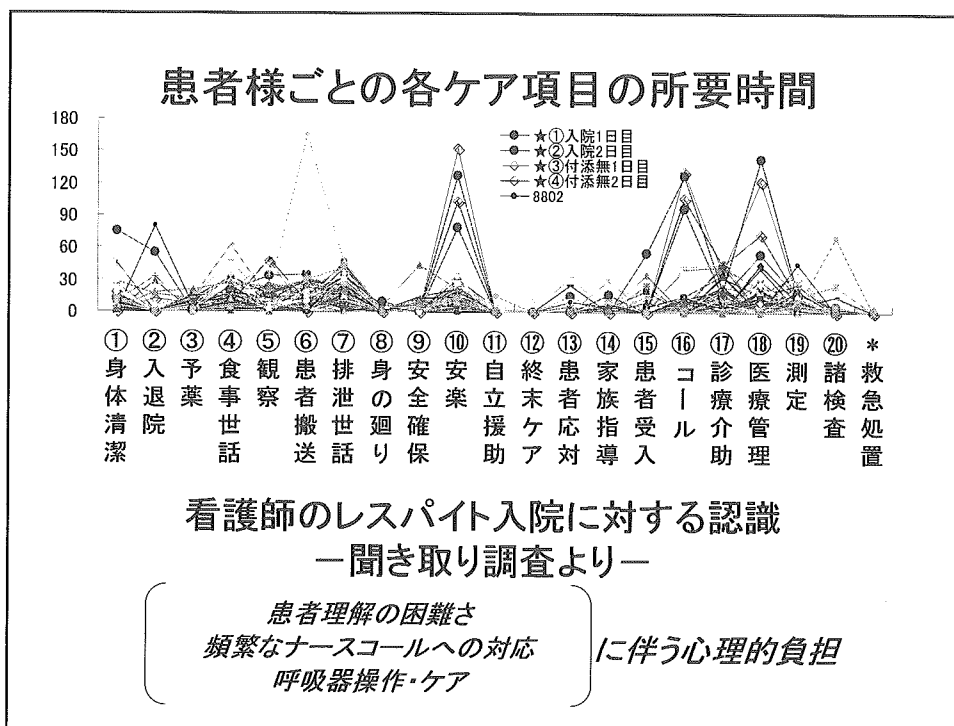 患者様ごとの各ケア項目の所要時間
180
150
120
90
60
30
0
★①入院1日目
★②入院2日目
★③付添無1日目
★④付添無2日目
8802
①身体清潔
②入退院
③予薬
④食事世話
⑤観察
⑥患者搬送
⑦排泄世話
⑧身の廻り
⑨安全確保
⑩安楽
⑪自立援助
⑫終末ケア
⑬患者応対
⑭家族指導
⑮患者受入
⑯コール
⑰診療介助
⑱医療管理
⑲測定
⑳諸検査
*救急処置
看護師のレスパイト入院に対する認識
－聞き取り調査より－
患者理解の困難さ
頻繁なナースコールへの対応
呼吸器操作・ケア
に伴う心理的負担